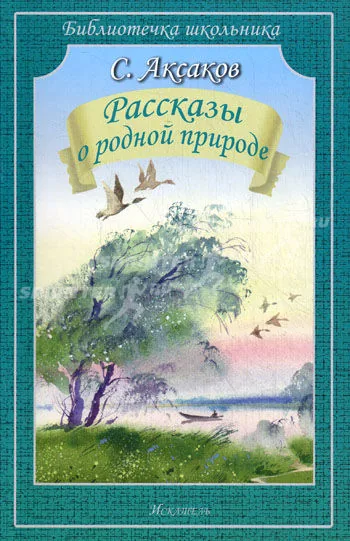 Библиотечка школьника
С. Аксаков
Рассказы
о родной природе
Искатель